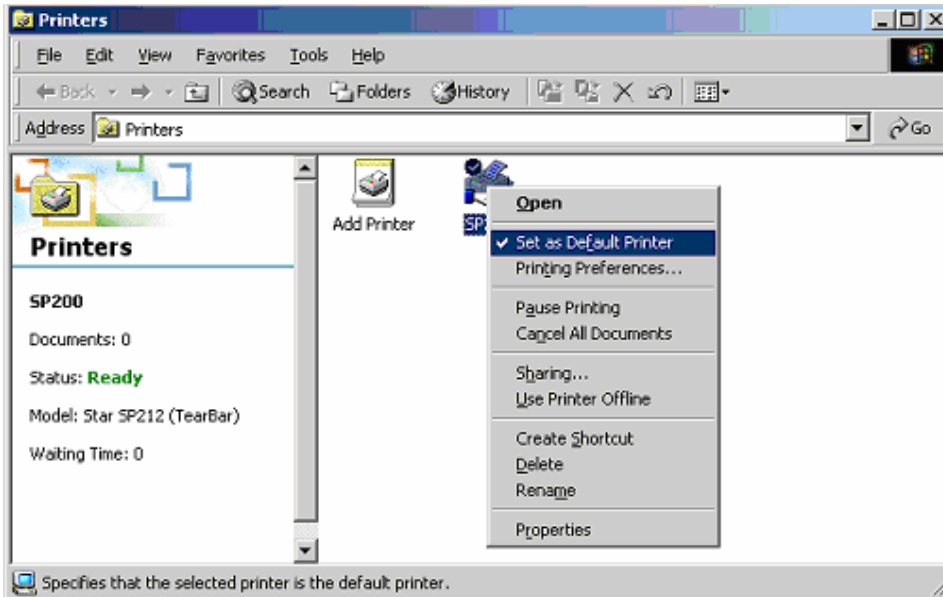 Printers
File Edit View Favorites Tools Help
Back Search Folders History
Address Printers Go
Printers
SP200
Documents: 0
Status: Ready
Model: Star SP212 (TearBar)
Waiting Time: 0
Add Printer
Open
Set as Default Printer
Printing Preferences...
Pause Printing
Cancel All Documents
Sharing...
Use Printer Offline
Create Shortcut
Delete
Rename
Properties
Specifies that the selected printer is the default printer.